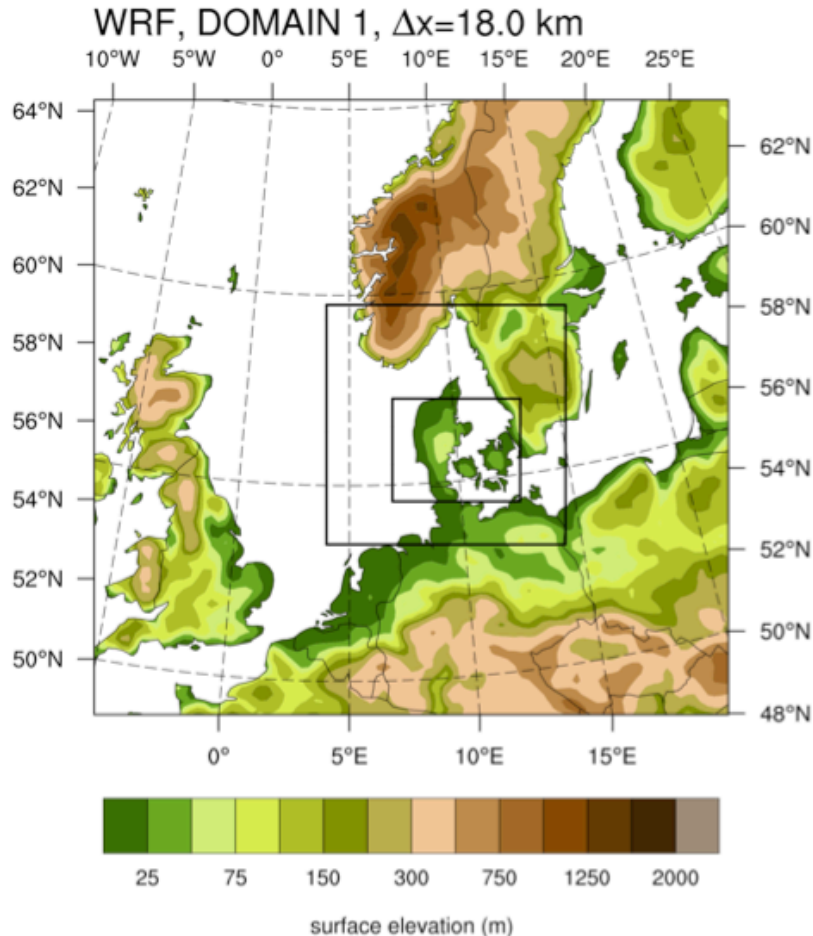 WRF, DOMAIN 1, Δx=18.0 km
10°W 5°W 0° 5°E 10°E 15°E 20°E 25°E
64°N
62°N
62°N
60°N
60°N
58°N
58°N
56°N
56°N
54°N
54°N
52°N
52°N
50°N
50°N
48°N
0° 5°E 10°E 15°E
25 75 150 300 750 1250 2000
surface elevation (m)